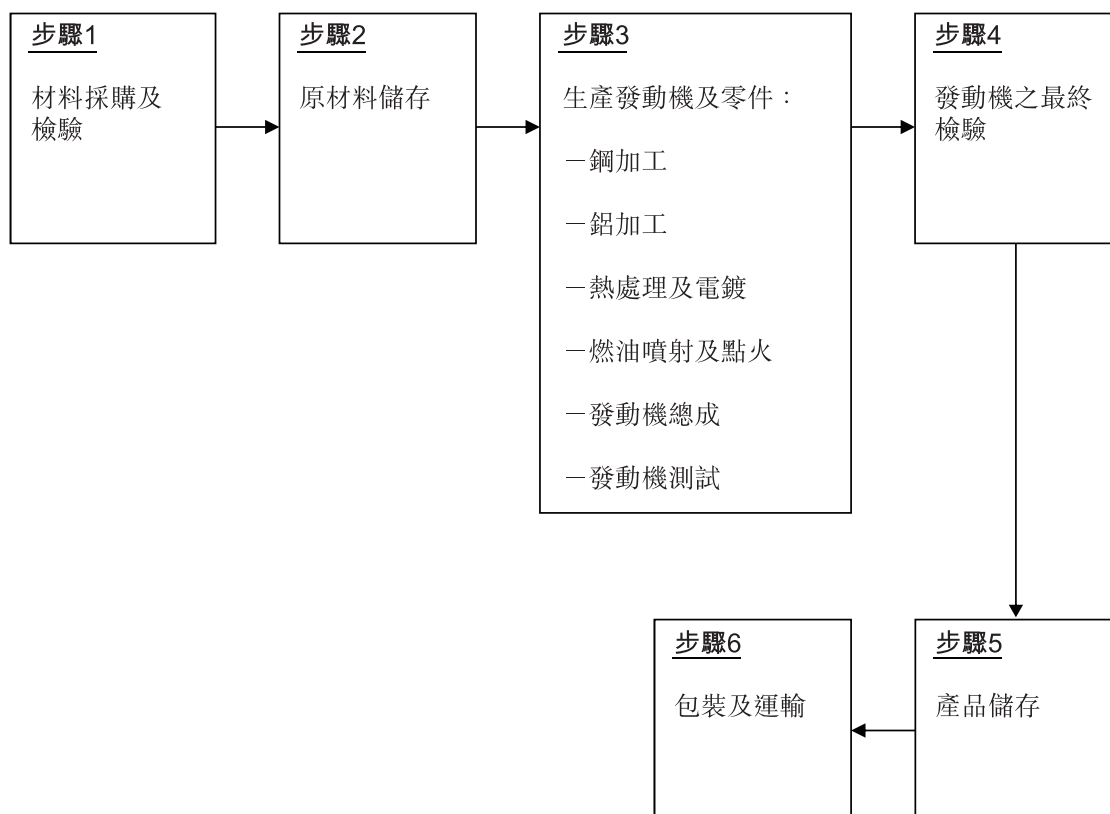 步驟1
材料採購及
檢驗
步驟2
原材料儲存
步驟3
生產發動機及零件：
－鋼加工
－鋁加工
－熱處理及電鍍
－燃油噴射及點火
－發動機總成
－發動機測試
步驟4
發動機之最終
檢驗
步驟5
產品儲存
步驟6
包裝及運輸